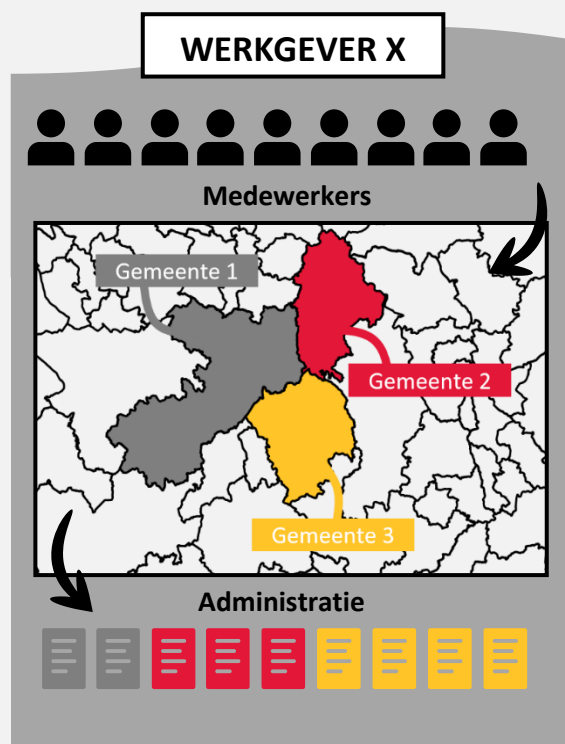 WERKGEVER X
Medewerkers
Gemeente 1
Gemeente 2
Gemeente 3
Administratie